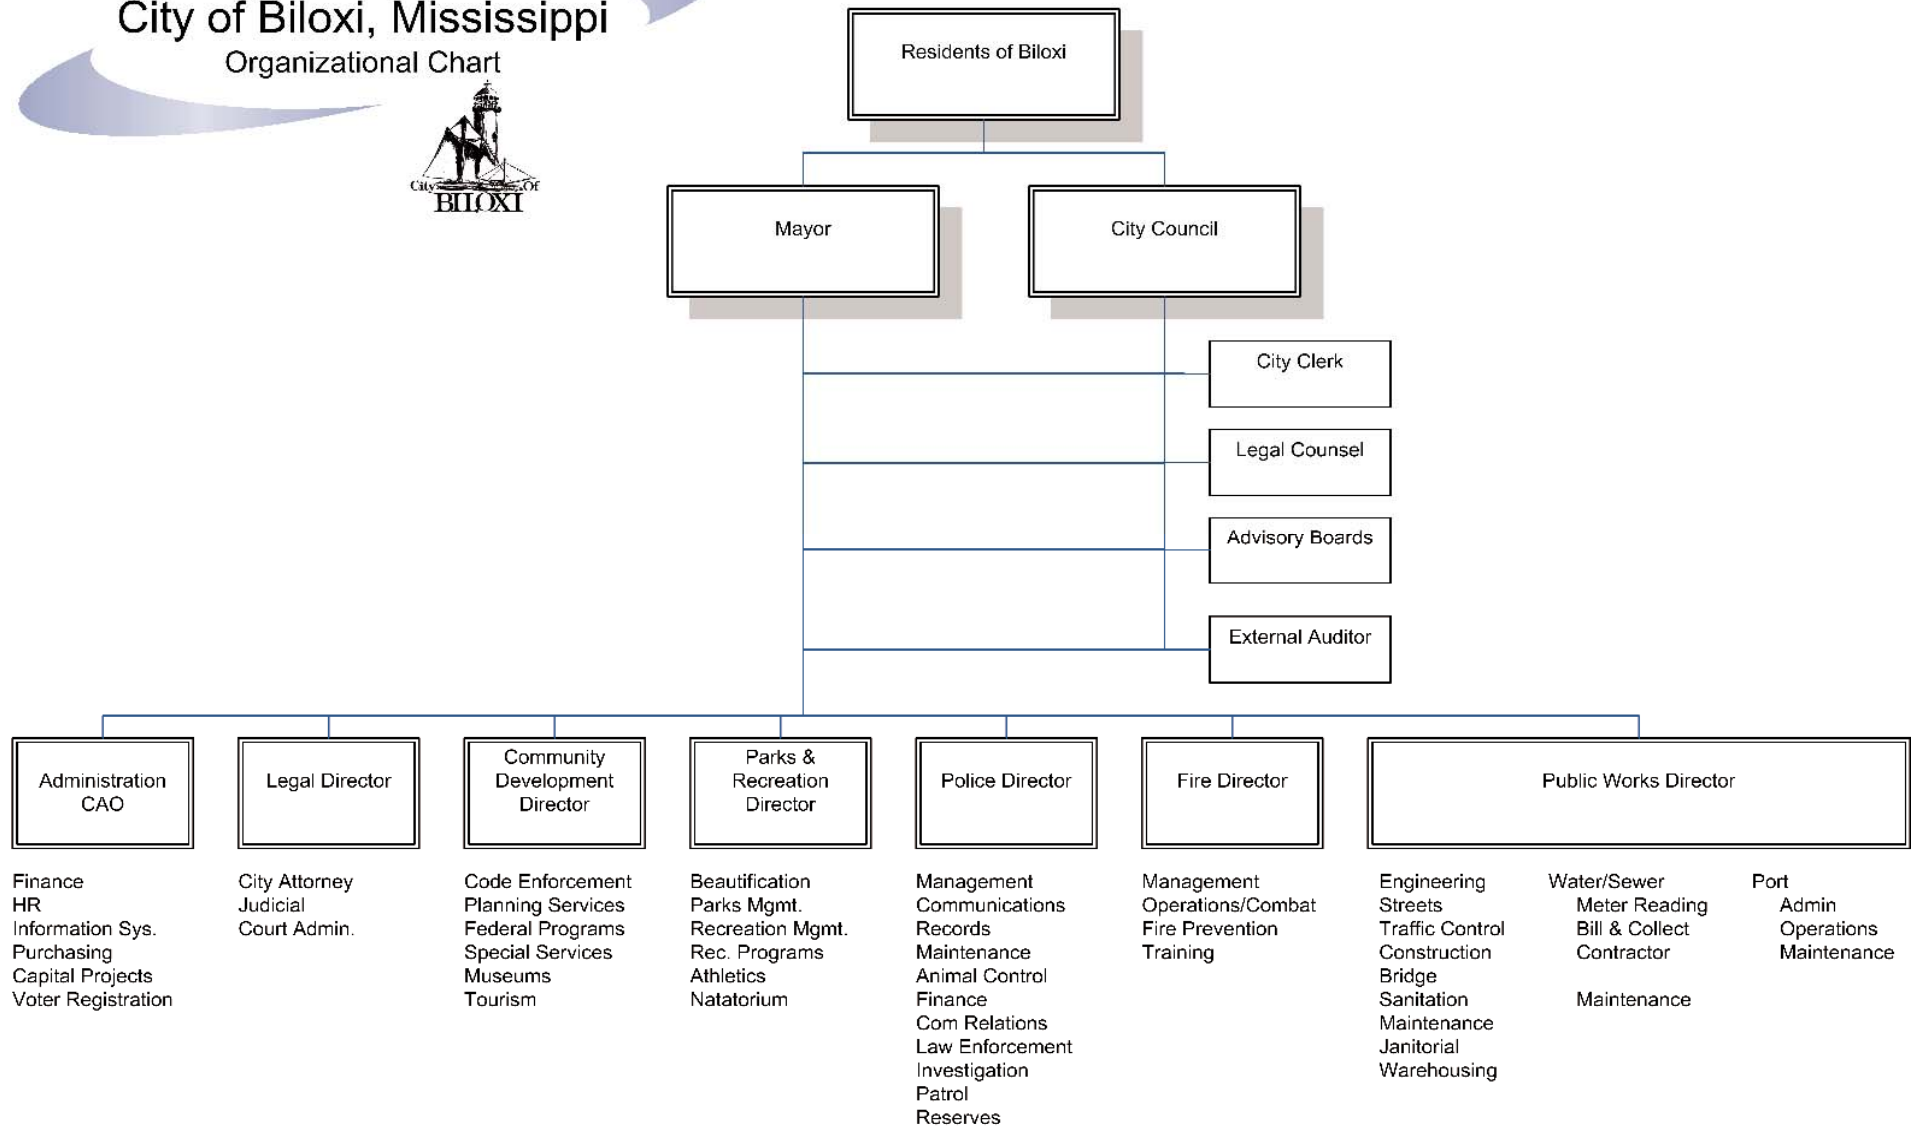 City of Biloxi, Mississippi
Organizational Chart
City Of
BILOXI
Residents of Biloxi
Mayor
City Council
City Clerk
Legal Counsel
Advisory Boards
External Auditor
Administration
CAO
Finance
HR
Information Sys.
Purchasing
Capital Projects
Voter Registration
Legal Director
City Attorney
Judicial
Court Admin.
Community
Development
Director
Code Enforcement
Planning Services
Federal Programs
Special Services
Museums
Tourism
Parks &
Recreation
Director
Beautification
Parks Mgmt.
Recreation Mgmt.
Rec. Programs
Athletics
Natatorium
Police Director
Management
Communications
Records
Maintenance
Animal Control
Finance
Com Relations
Law Enforcement
Investigation
Patrol
Reserves
Fire Director
Management
Operations/Combat
Fire Prevention
Training
Public Works Director
Engineering
Streets
Traffic Control
Construction
Bridge
Sanitation
Maintenance
Janitorial
Warehousing
Water/Sewer
Meter Reading
Bill & Collect
Contractor
Maintenance
Port
Admin
Operations
Maintenance